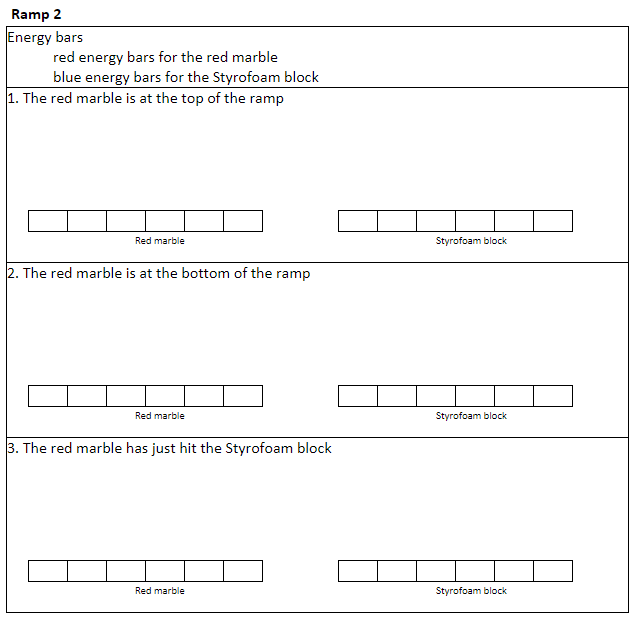 Ramp 2
Energy bars
red energy bars for the red marble
blue energy bars for the Styrofoam block
1. The red marble is at the top of the ramp
Red marble
Styrofoam block
2. The red marble is at the bottom of the ramp
Red marble
Styrofoam block
3. The red marble has just hit the Styrofoam block
Red marble
Styrofoam block